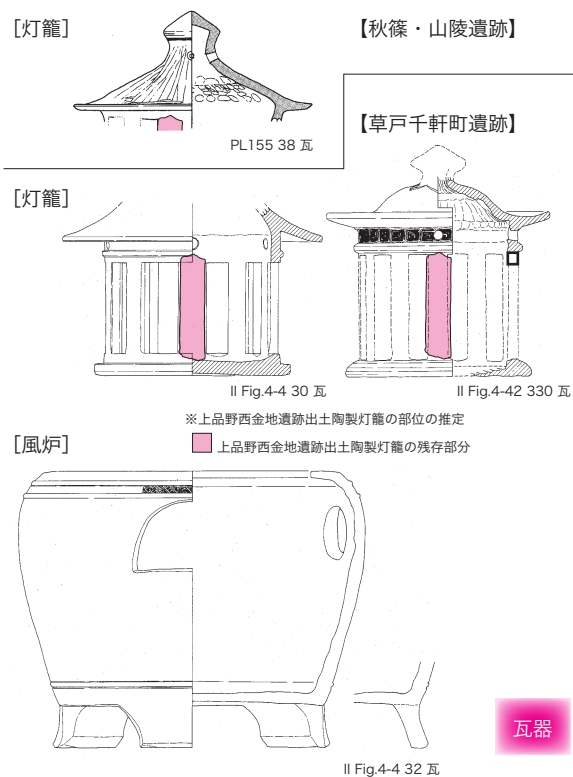 [灯籠]
【秋篠・山陵遺跡】
PL155 38 瓦
【草戸千軒町遺跡】
[灯籠]
II Fig.4-4 30 瓦
II Fig.4-42 330 瓦
※上品野西金地遺跡出土陶製灯籠の部位の推定
上品野西金地遺跡出土陶製灯籠の残存部分
[風炉]
瓦器
II Fig.4-4 32 瓦